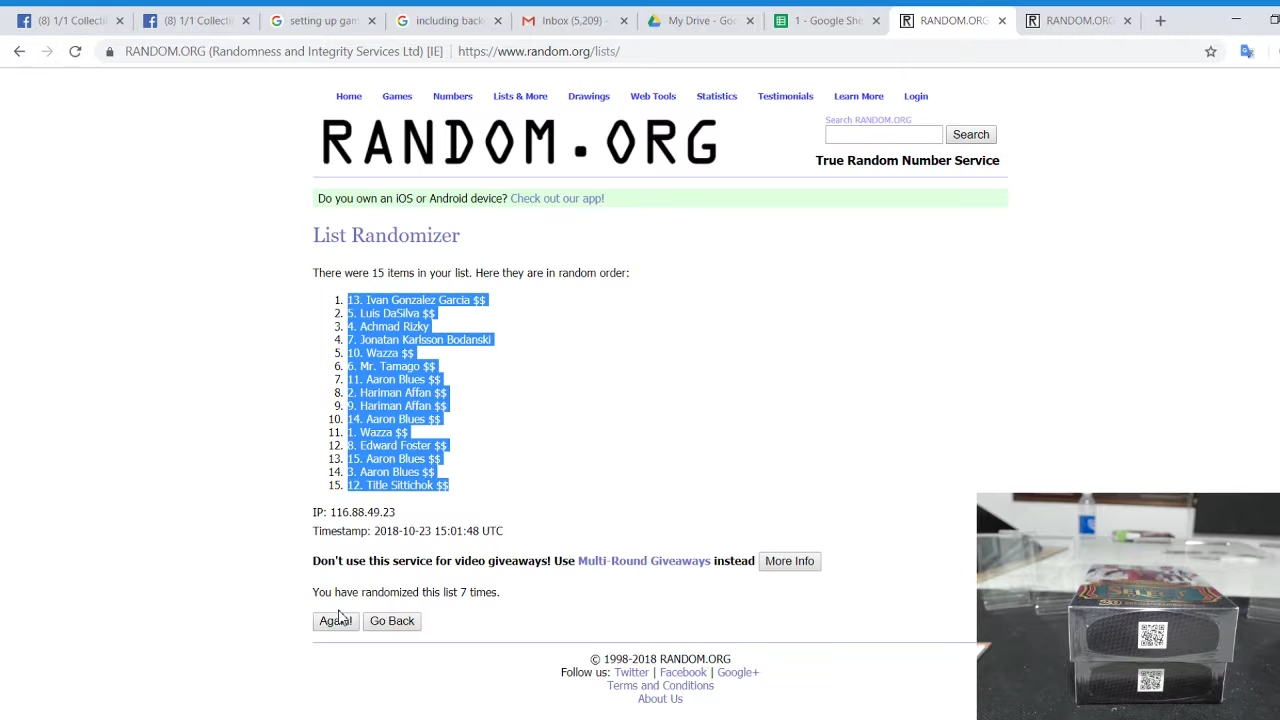 (8) 1/1 Collecti
(8) 1/1 Collecti
setting up gam
including back
Inbox (5,209) -
My Drive - Goo
1 - Google She
RANDOM.ORG
RANDOM.ORG
RANDOM.ORG (Randomness and Integrity Services Ltd) [IE] https://www.random.org/lists/
Home Games Numbers Lists & More Drawings Web Tools Statistics Testimonials Learn More Login
RANDOM.ORG
Search RANDOM.ORG
Search
True Random Number Service
Do you own an iOS or Android device? Check out our app!
List Randomizer
There were 15 items in your list. Here they are in random order:
1. 13. Ivan Gonzalez Garcia $$
2. 5. Luis DaSilva $$
3. 4. Achmad Rizky
4. 7. Jonatan Karlsson Bodanski
5. 10. Wazza $$
6. 6. Mr. Tamago $$
7. 11. Aaron Blues $$
8. 2. Hariman Affan $$
9. 9. Hariman Affan $$
10. 14. Aaron Blues $$
11. 1. Wazza $$
12. 8. Edward Foster $$
13. 15. Aaron Blues $$
14. 3. Aaron Blues $$
15. 12. Title Sittichok $$
IP: 116.88.49.23
Timestamp: 2018-10-23 15:01:48 UTC
Don't use this service for video giveaways! Use Multi-Round Giveaways instead More Info
You have randomized this list 7 times.
Again! Go Back
© 1998-2018 RANDOM.ORG
Follow us: Twitter | Facebook | Google+
Terms and Conditions
About Us
SELECT